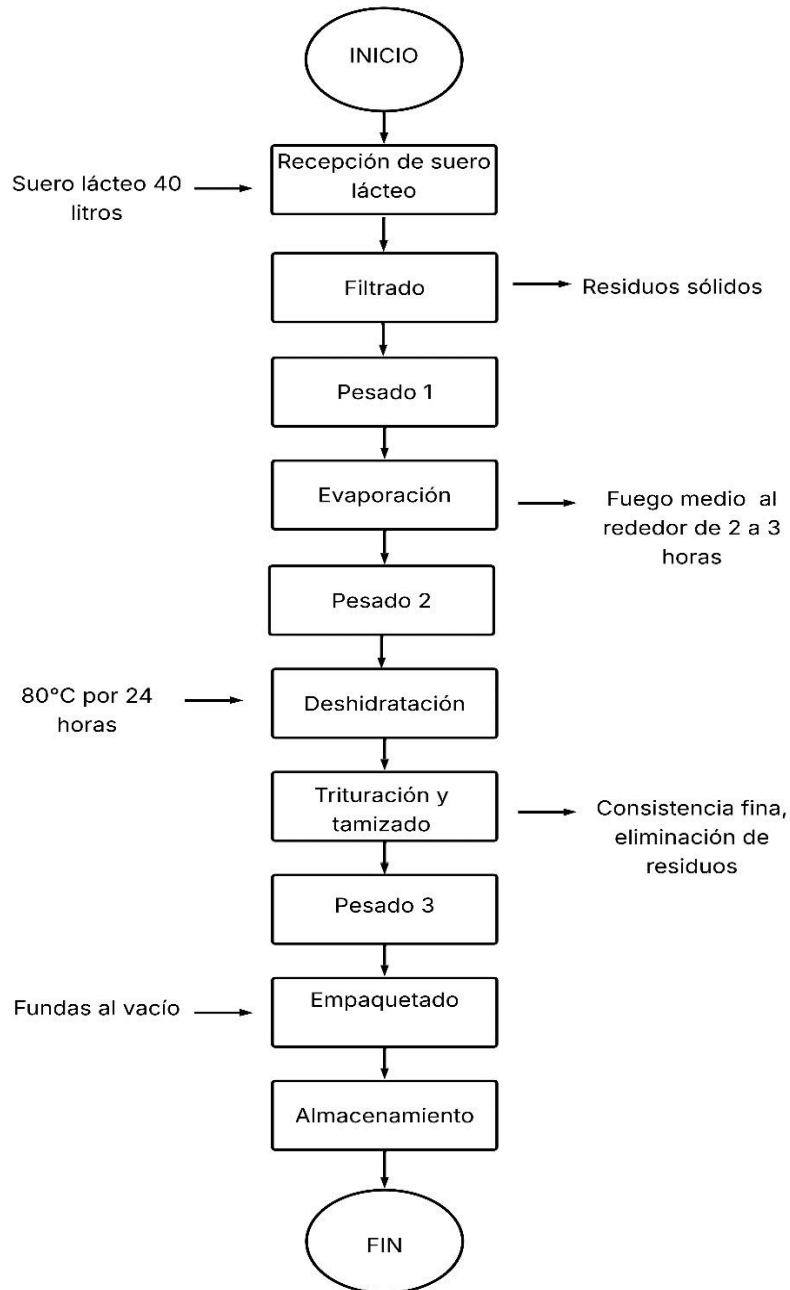 INICIO
Recepción de suero
lácteo
Suero lácteo 40
litros
Filtrado
Residuos sólidos
Pesado 1
Evaporación
Fuego medio al
rededor de 2 a 3
horas
Pesado 2
80°C por 24
horas
Deshidratación
Trituración y
tamizado
Consistencia fina,
eliminación de
residuos
Pesado 3
Fundas al vacío
Empaquetado
Almacenamiento
FIN